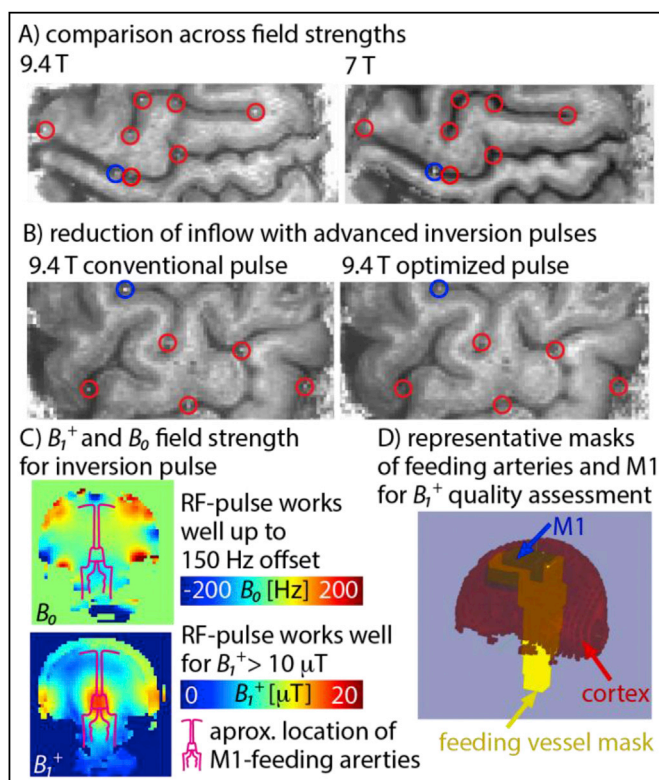 A) comparison across field strengths
9.4 T
7 T
B) reduction of inflow with advanced inversion pulses
9.4 T conventional pulse
9.4 T optimized pulse
C) B₁⁺ and B₀ field strength
for inversion pulse
B₀
RF-pulse works
well up to
150 Hz offset
-200 B₀ [Hz] 200
B₁⁺
RF-pulse works well
for B₁⁺> 10 µT
0 B₁⁺[µT] 20
aprox. location of
M1-feeding arerties
D) representative masks
of feeding arteries and M1
for B₁⁺ quality assessment
M1
cortex
feeding vessel mask